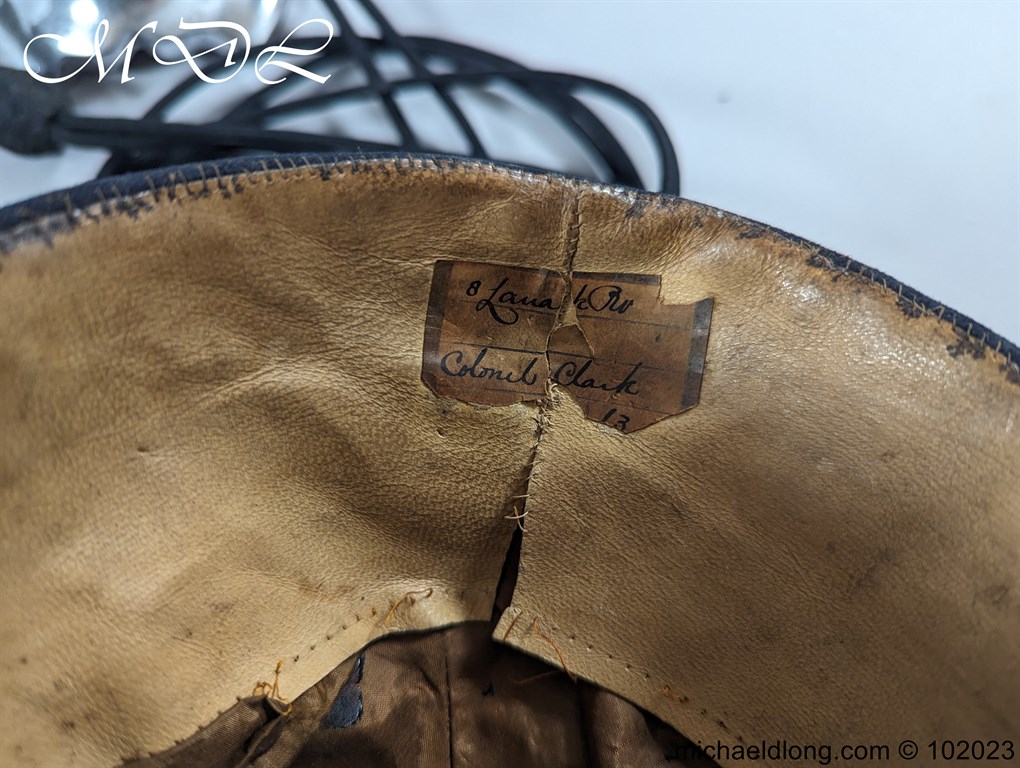 MDL
8 Lanark RV
Colonel Clark
13
michaeldlong.com © 102023